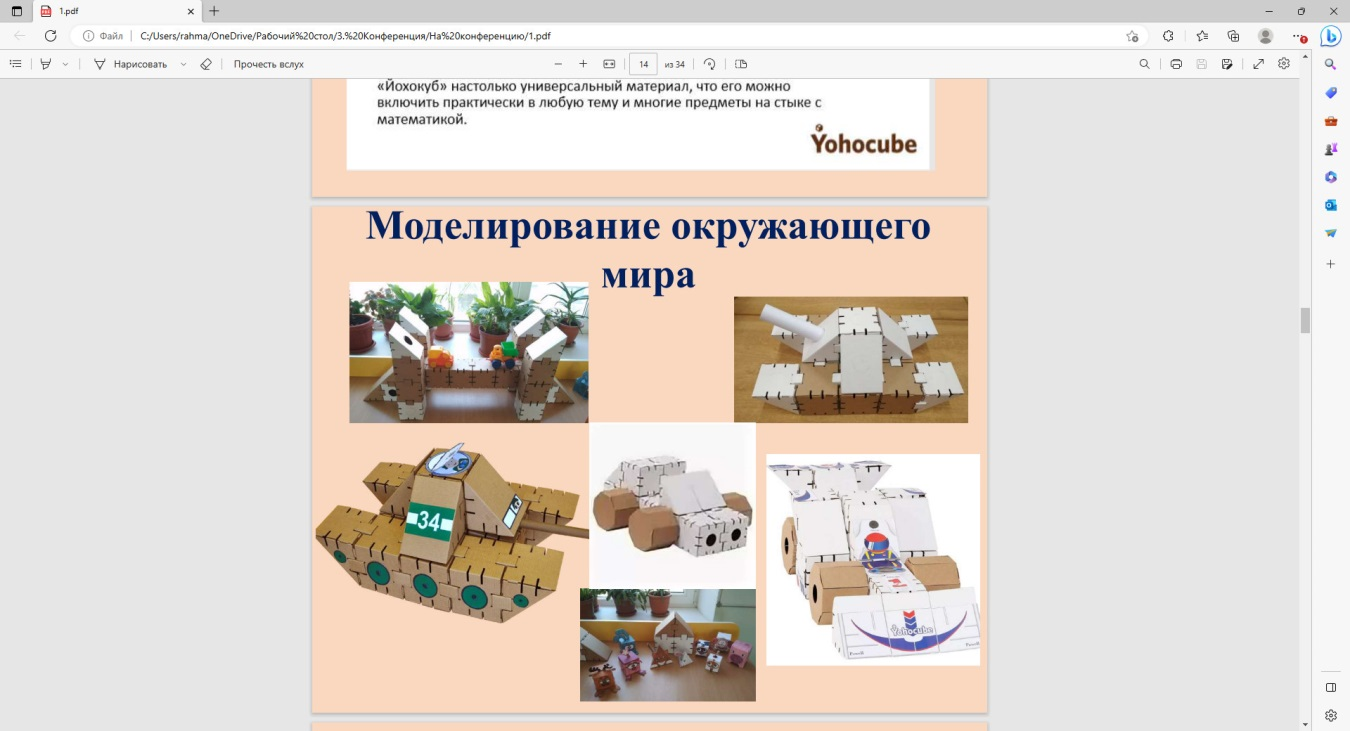 1.pdf
Файл
C:/Users/rahma/OneDrive/Рабочий%20стол/3.%20Конференция/На%20конференцию/1.pdf
Нарисовать
Прочесть вслух
14
из 34
«Йохокуб» настолько универсальный материал, что его можно
включить практически в любую тему и многие предметы на стыке с
математикой.
Yohocube
Моделирование окружающего
мира
34
Yohocube